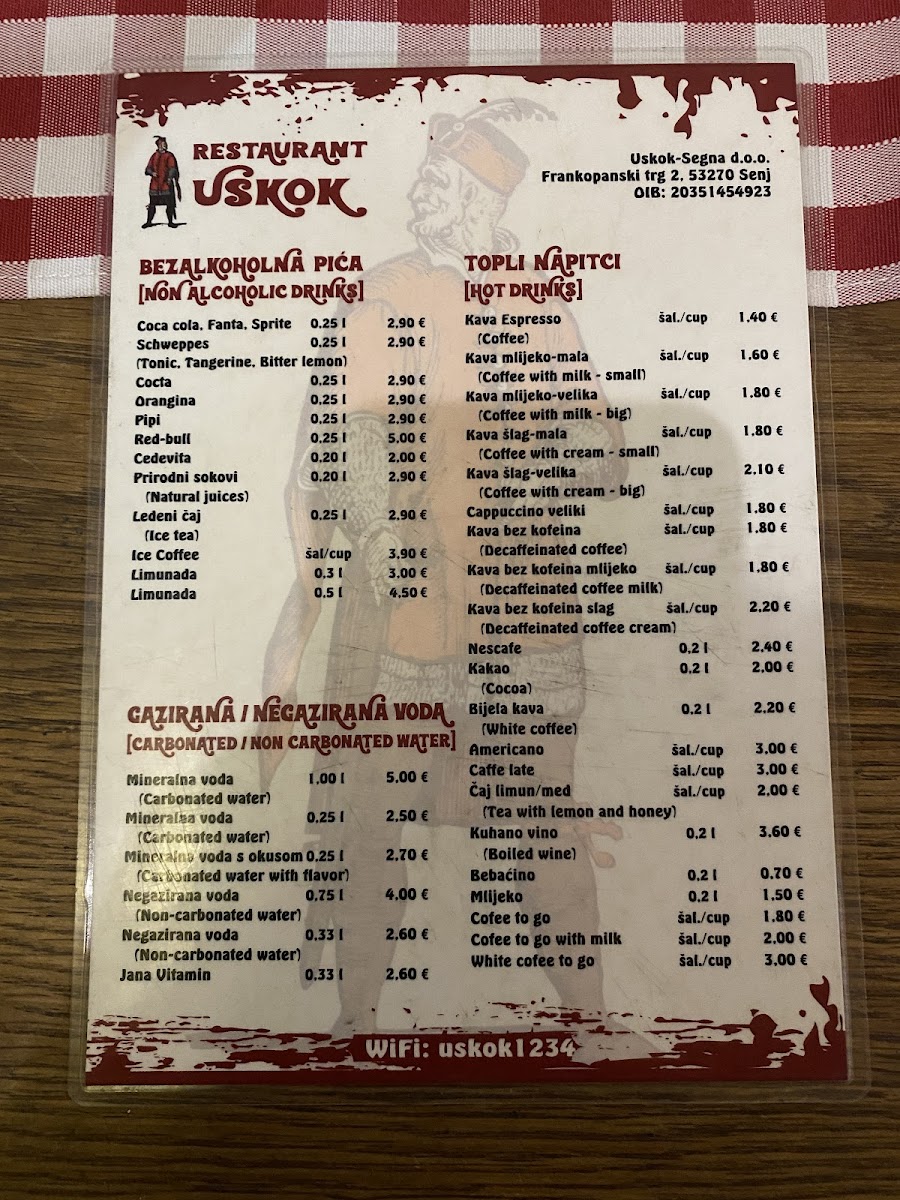 RESTAURANT
USKOK
Uskok-Segna d.o.o.
Frankopanski trg 2, 53270 Senj
OIB: 20351454923
BEZALKOHOLNA PIĆA
[NON ALCOHOLIC DRINKS]
Coca cola, Fanta, Sprite 0.25 l 2.90 €
Schweppes 0.25 l 2.90 €
(Tonic, Tangerine, Bitter lemon)
Cocta 0.25 l 2.90 €
Orangina 0.25 l 2.90 €
Pipi 0.25 l 2.90 €
Red-bull 0.25 l 5.00 €
Cedevita 0.20 l 2.00 €
Prirodni sokovi 0.20 l 2.90 €
(Natural juices)
Ledeni čaj 0.25 l 2.90 €
(Ice tea)
Ice Coffee šal/cup 3.90 €
Limunada 0.3 l 3.00 €
Limunada 0.5 l 4.50 €
GAZIRANA / NEGAZIRANA VODA
[CARBONATED / NON CARBONATED WATER]
Mineralna voda 1.00 l 5.00 €
(Carbonated water)
Mineralna voda 0.25 l 2.50 €
(Carbonated water)
Mineralna voda s okusom 0.25 l 2.70 €
(Carbonated water with flavor)
Negazirana voda 0.75 l 4.00 €
(Non-carbonated water)
Negazirana voda 0.33 l 2.60 €
(Non-carbonated water)
Jana Vitamin 0.33 l 2.60 €
TOPLI NAPITCI
[HOT DRINKS]
Kava Espresso šal./cup 1.40 €
(Coffee)
Kava mlijeko-mala šal./cup 1.60 €
(Coffee with milk - small)
Kava mlijeko-velika šal./cup 1.80 €
(Coffee with milk - big)
Kava šlag-mala šal./cup 1.80 €
(Coffee with cream - small)
Kava šlag-velika šal./cup 2.10 €
(Coffee with cream - big)
Cappuccino veliki šal./cup 1.80 €
Kava bez kofeina šal./cup 1.80 €
(Decaffeinated coffee)
Kava bez kofeina mlijeko šal./cup 1.80 €
(Decaffeinated coffee milk)
Kava bez kofeina slag šal./cup 2.20 €
(Decaffeinated coffee cream)
Nescafe 0.2 l 2.40 €
Kakao 0.2 l 2.00 €
(Cocoa)
Bijela kava 0.2 l 2.20 €
(White coffee)
Americano šal./cup 3.00 €
Caffe late šal./cup 3.00 €
Čaj limun/med šal./cup 2.00 €
(Tea with lemon and honey)
Kuhano vino 0.2 l 3.60 €
(Boiled wine)
Bebaćino 0.2 l 0.70 €
Mlijeko 0.2 l 1.50 €
Cofee to go šal./cup 1.80 €
Cofee to go with milk šal./cup 2.00 €
White cofee to go šal./cup 3.00 €
WiFi: uskok1234